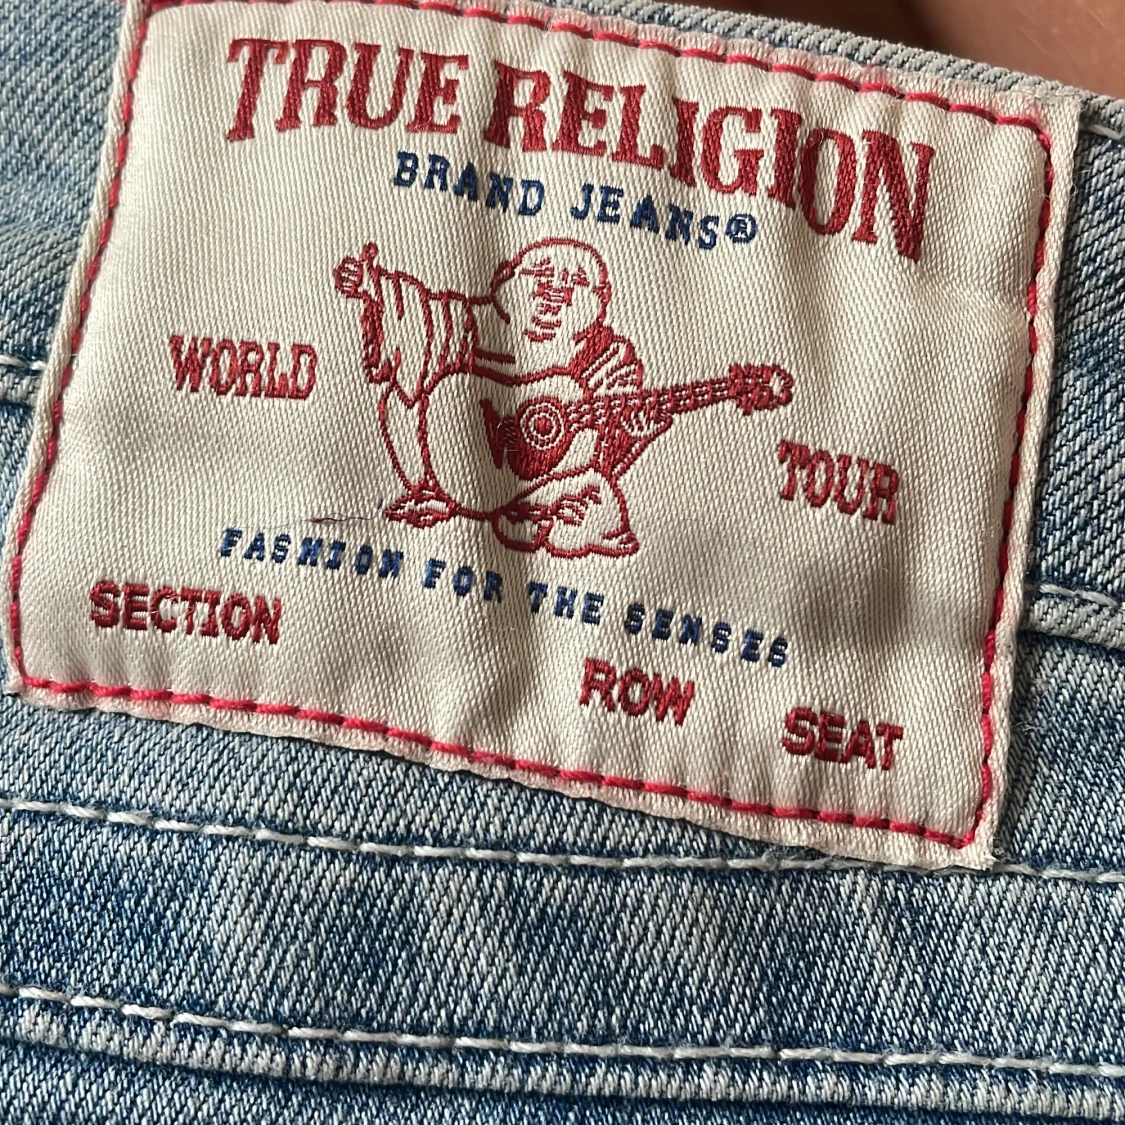 TRUE RELIGION
BRAND JEANS®
WORLD TOUR
FASHION FOR THE SENSES
SECTION ROW SEAT